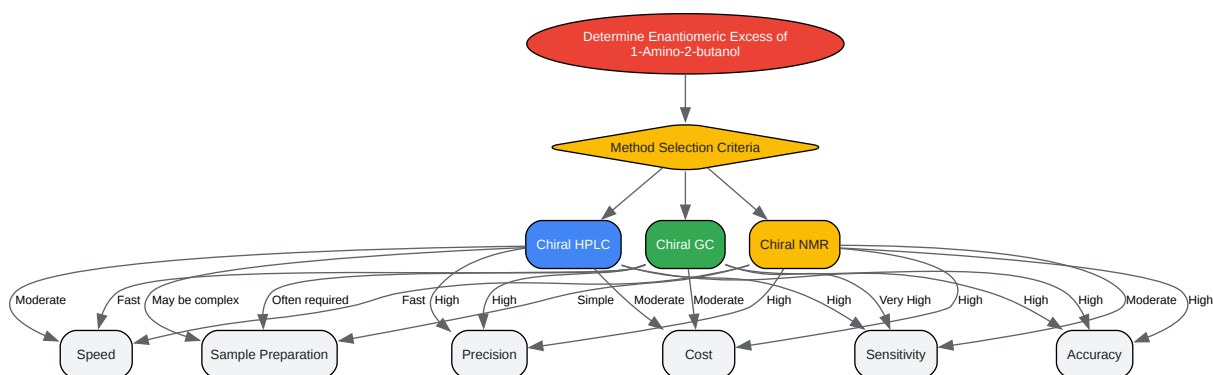 Determine Enantiomeric Excess of
1-Amino-2-butanol
Method Selection Criteria
Chiral HPLC
Chiral GC
Chiral NMR
Moderate
Fast
May be complex
Often required
Fast
High
High
Simple
Moderate
Moderate
High
High
Very High
High
High
High
Moderate
High
Speed
Sample Preparation
Precision
Cost
Sensitivity
Accuracy